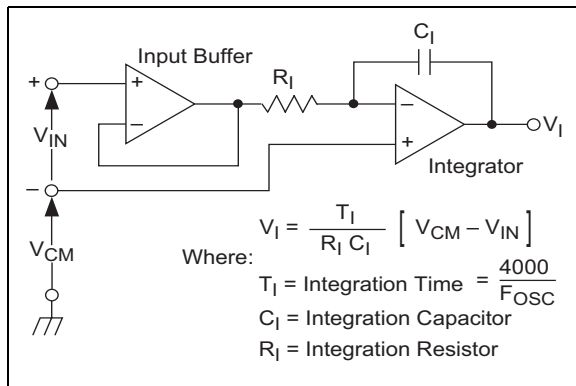 Input Buffer
C_I
R_I
+
+
−
−
+
V_IN
−
V_CM
V_I
Integrator
V_I = T_I / R_I C_I [ V_CM – V_IN ]
Where:
T_I = Integration Time = 4000 / F_OSC
C_I = Integration Capacitor
R_I = Integration Resistor